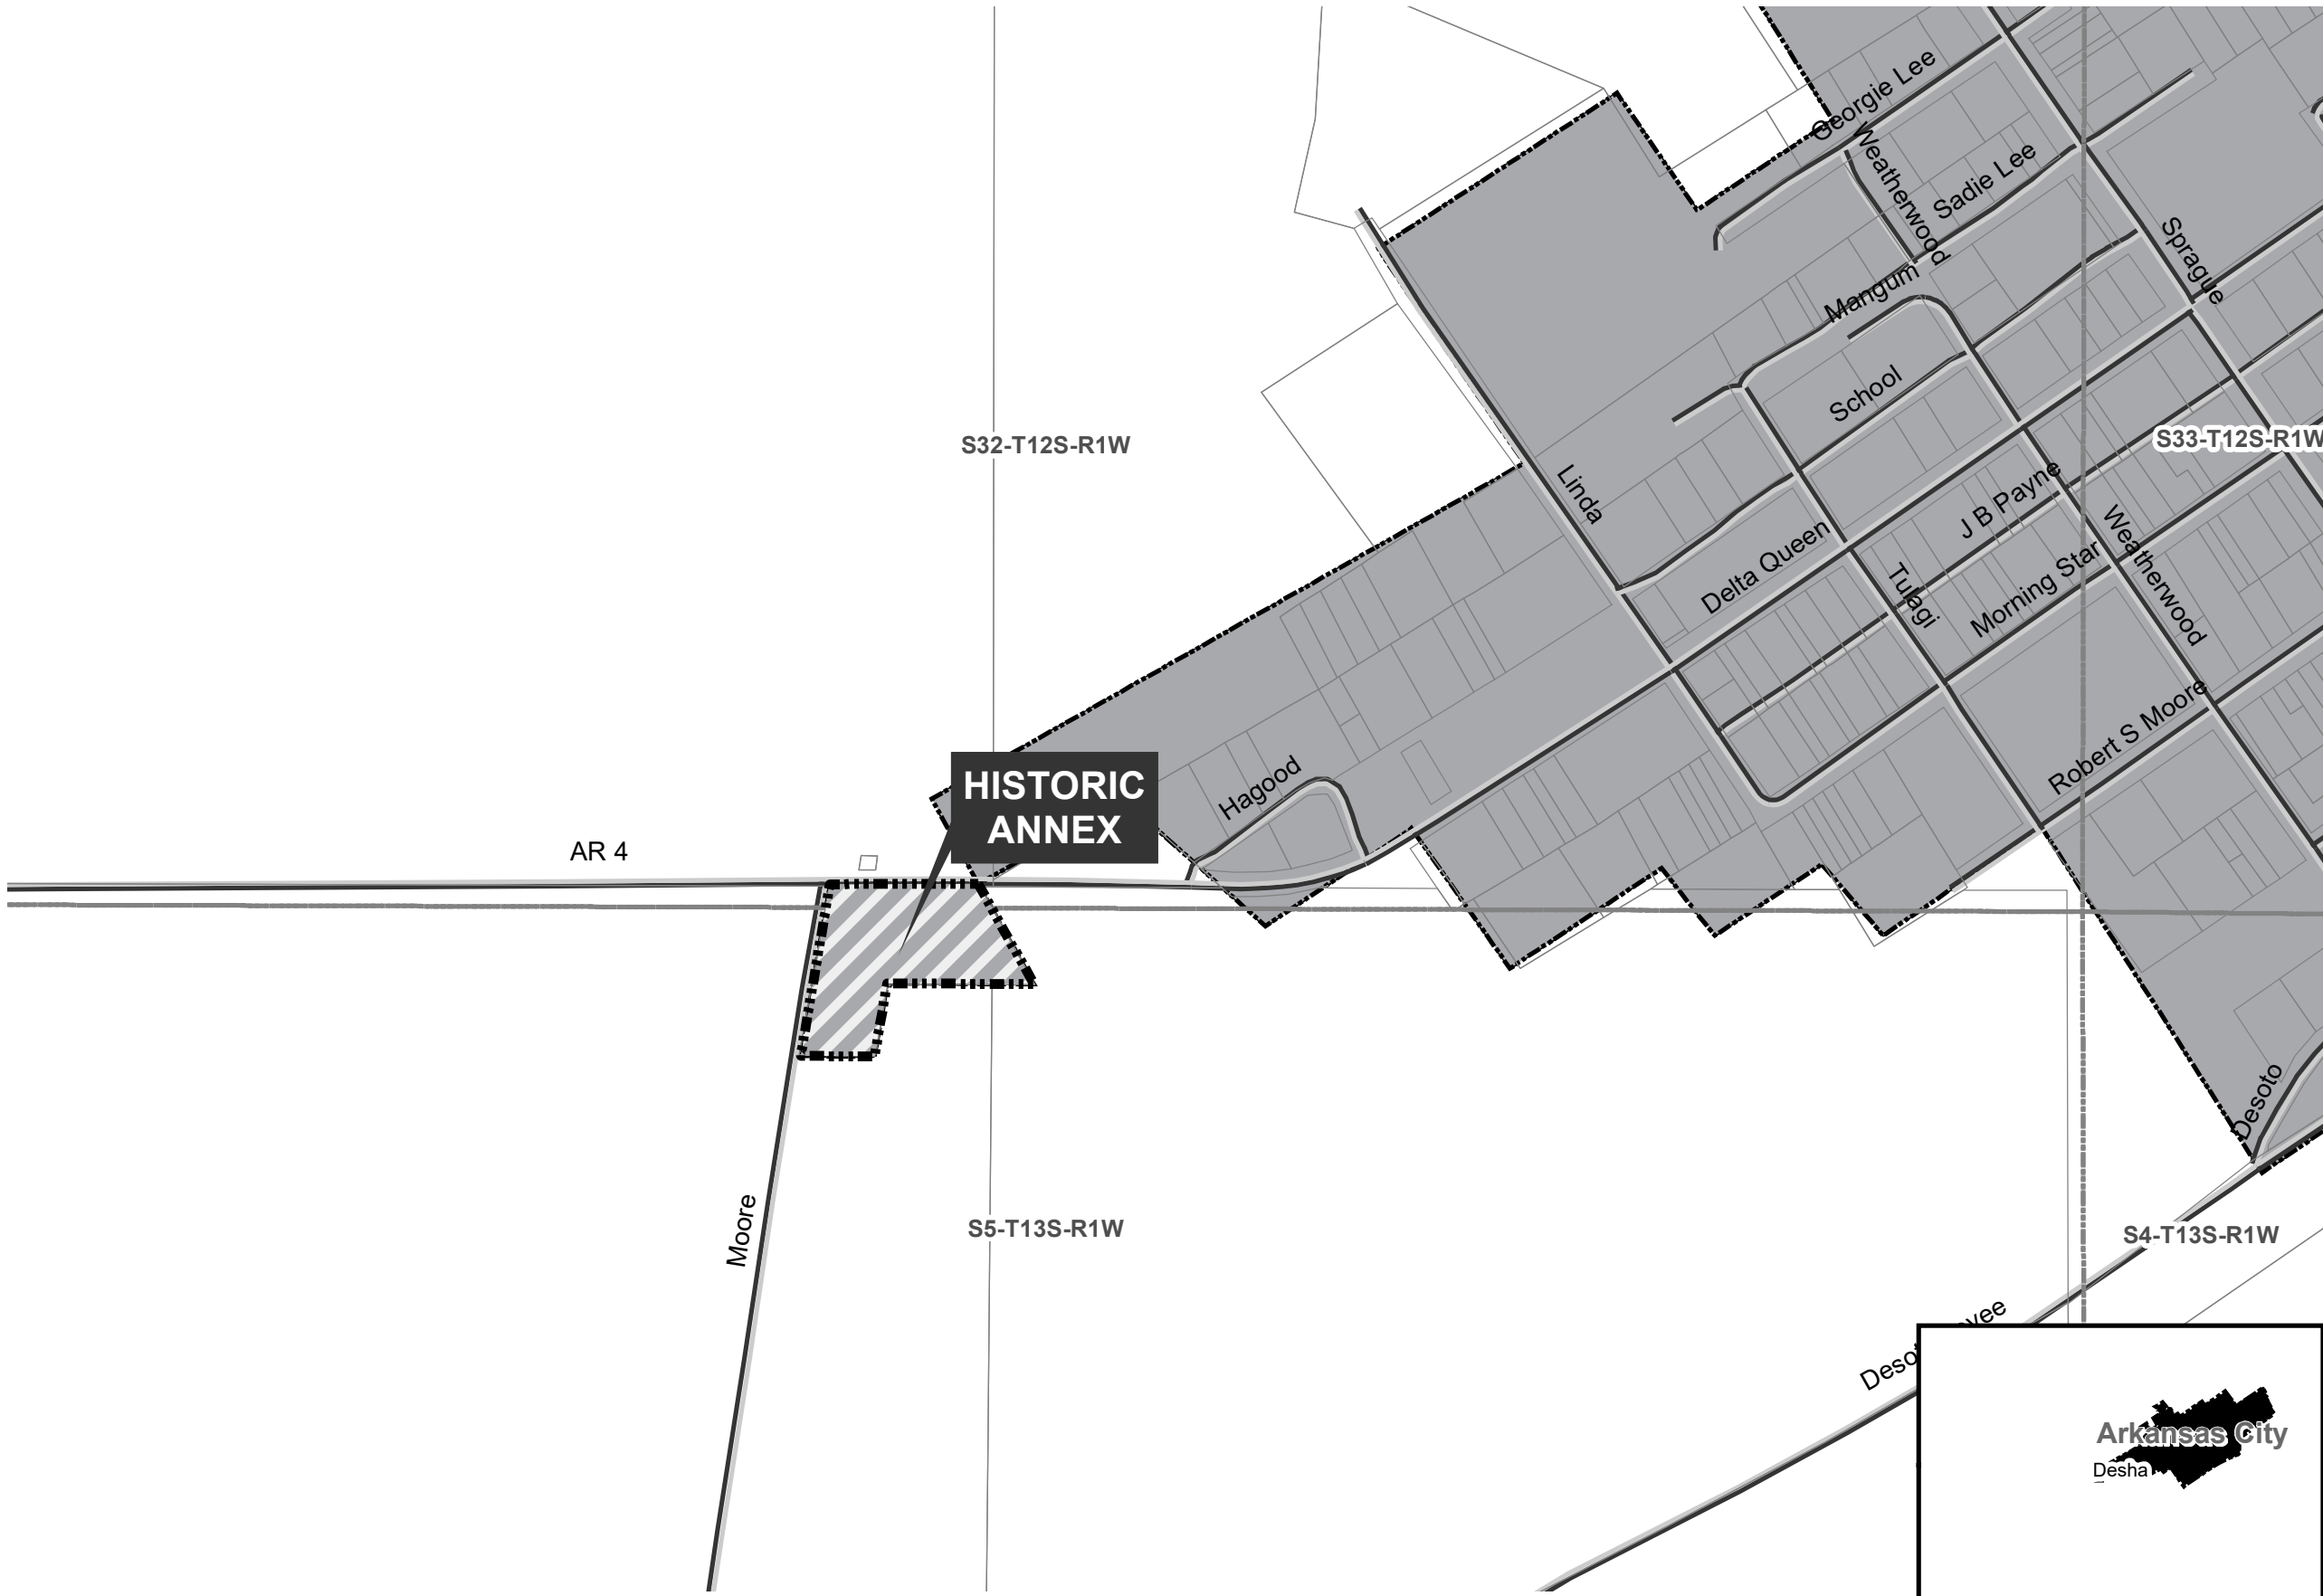 Georgie Lee
Weatherwood
Sadie Lee
Sprague
Mangum
School
S32-T12S-R1W
S33-T12S-R1W
Linda
J B Payne
Delta Queen
Weatherwood
Tulagi
Morning Star
Robert S Moore
HISTORIC
ANNEX
Hagood
AR 4
Desoto
Moore
S5-T13S-R1W
S4-T13S-R1W
Arkansas City
Desha